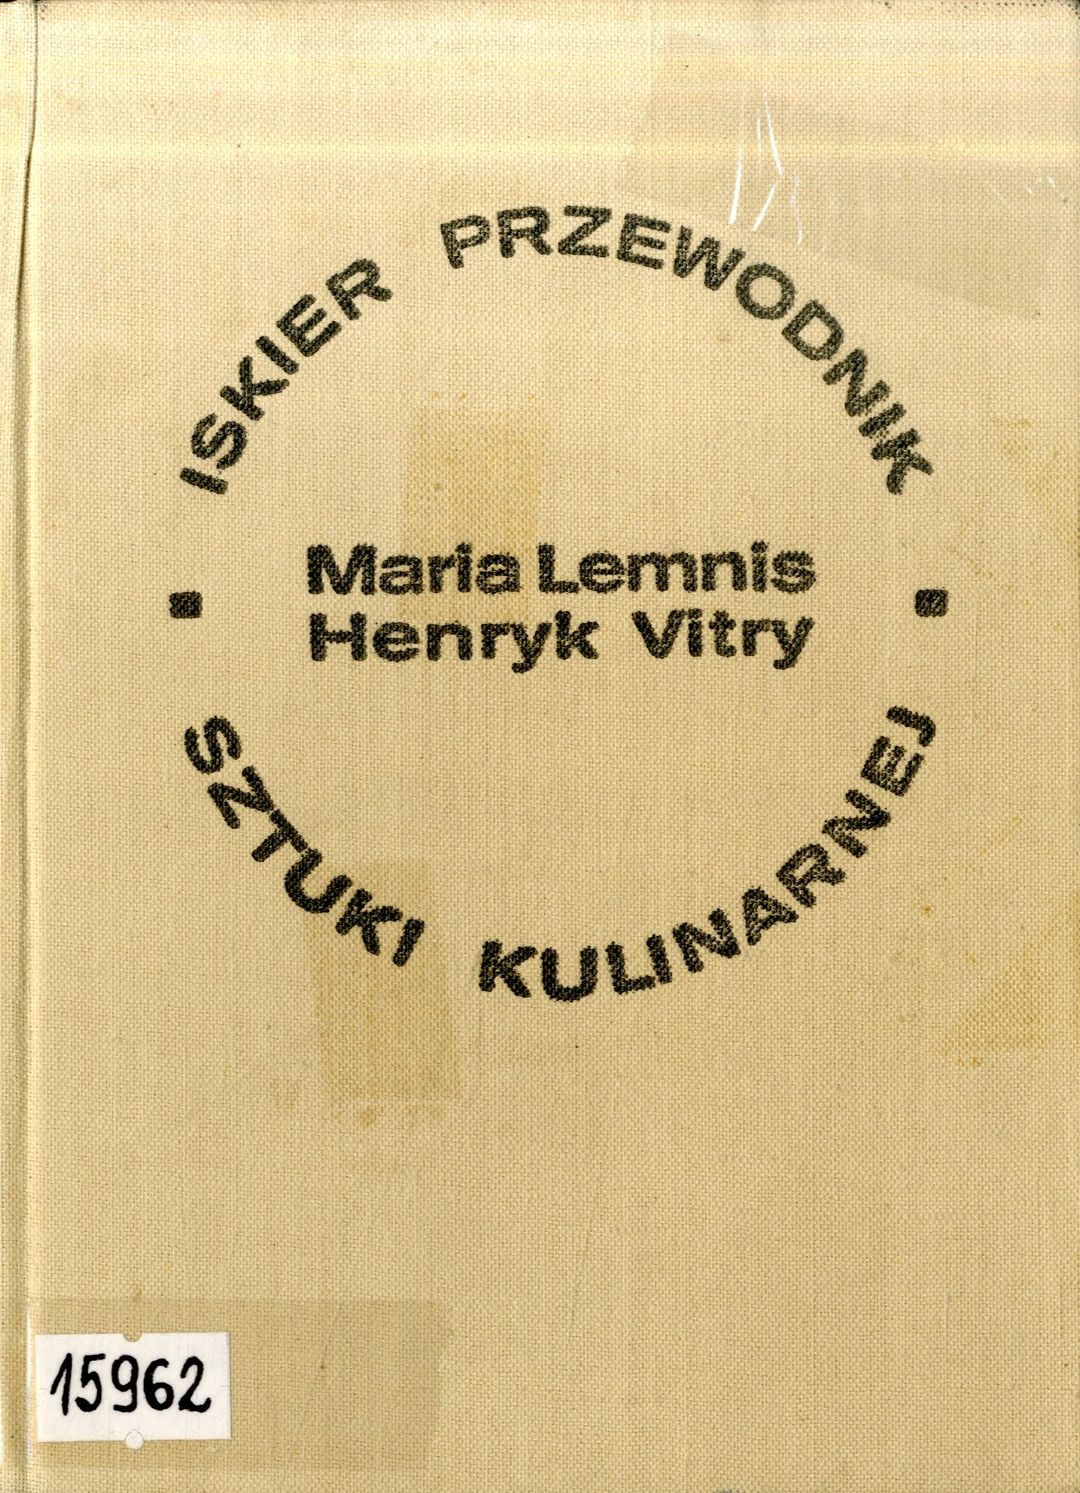 ISKIER PRZEWODNIK
Maria Lemnis
Henryk Vitry
SZTUKI KULINARNEJ
15962